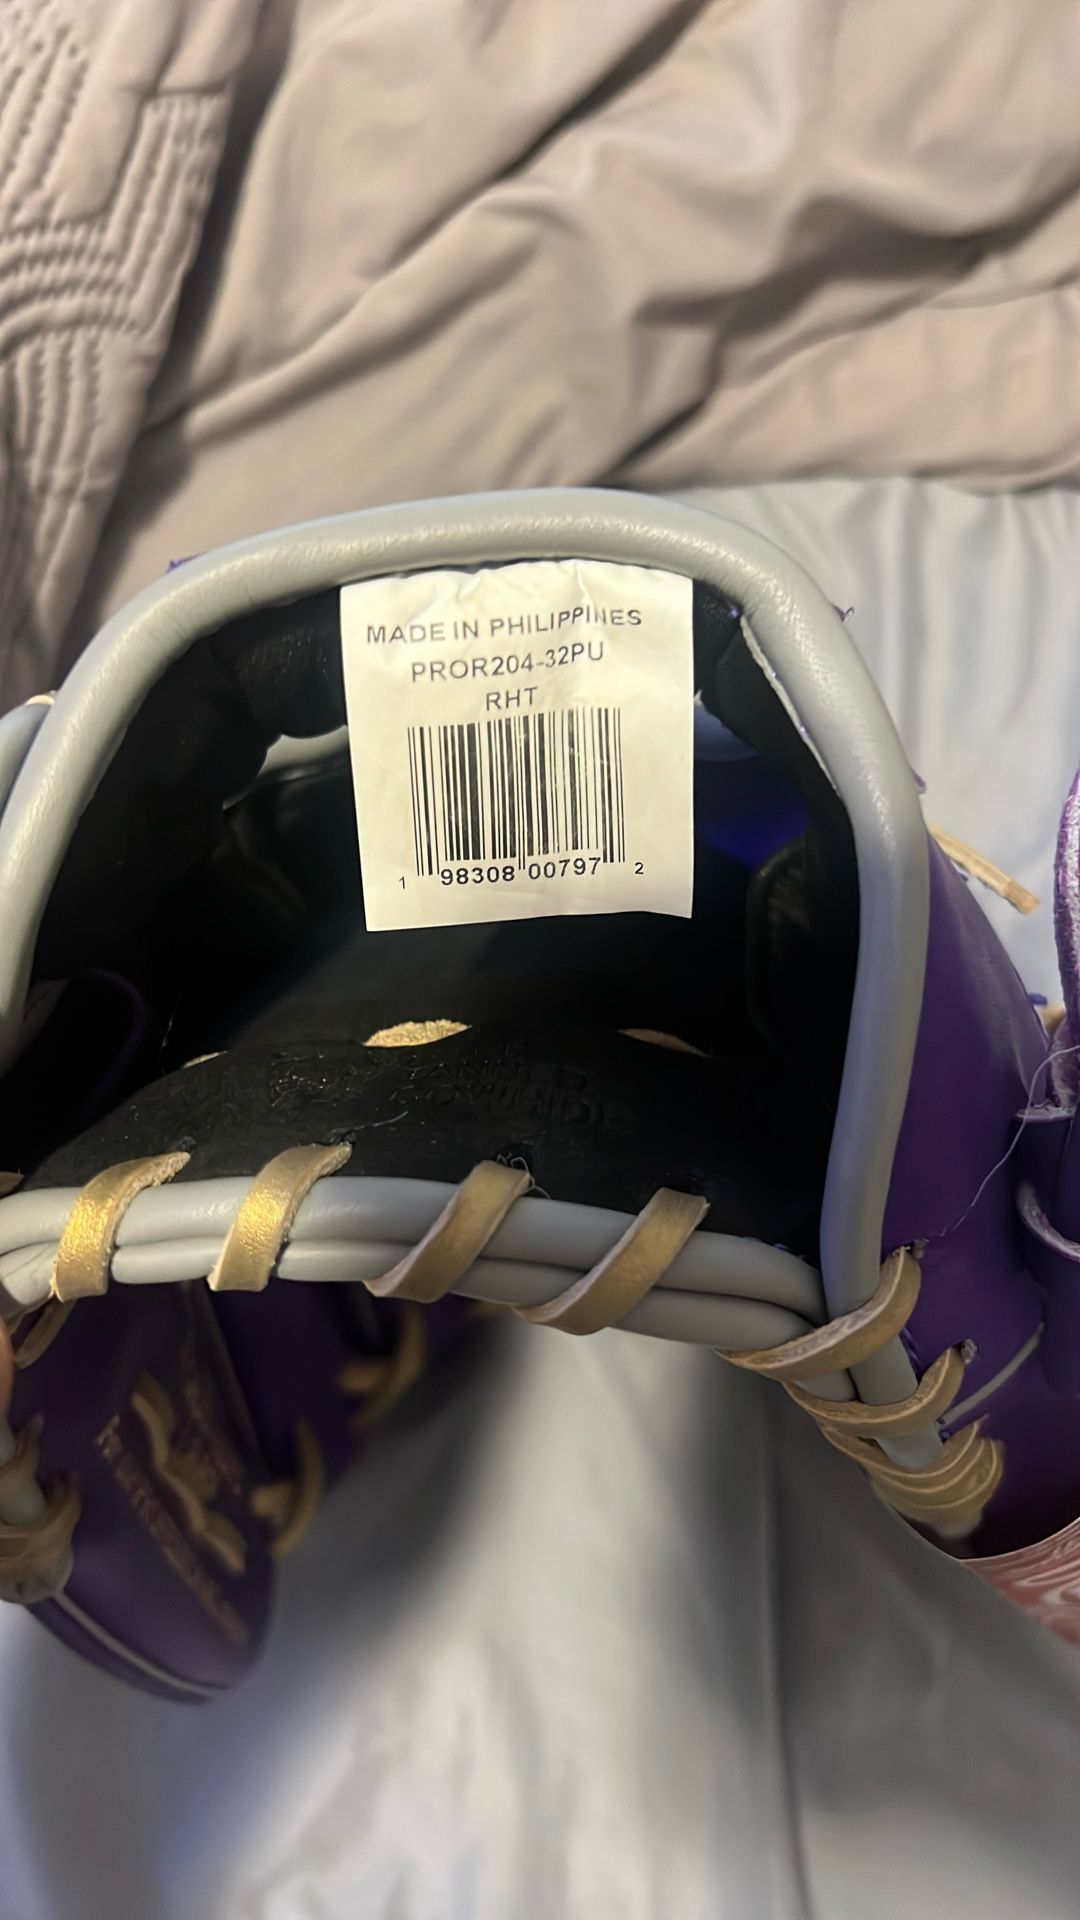 MADE IN PHILIPPINES
PROR204-32PU
RHT
1 98308 00797 2